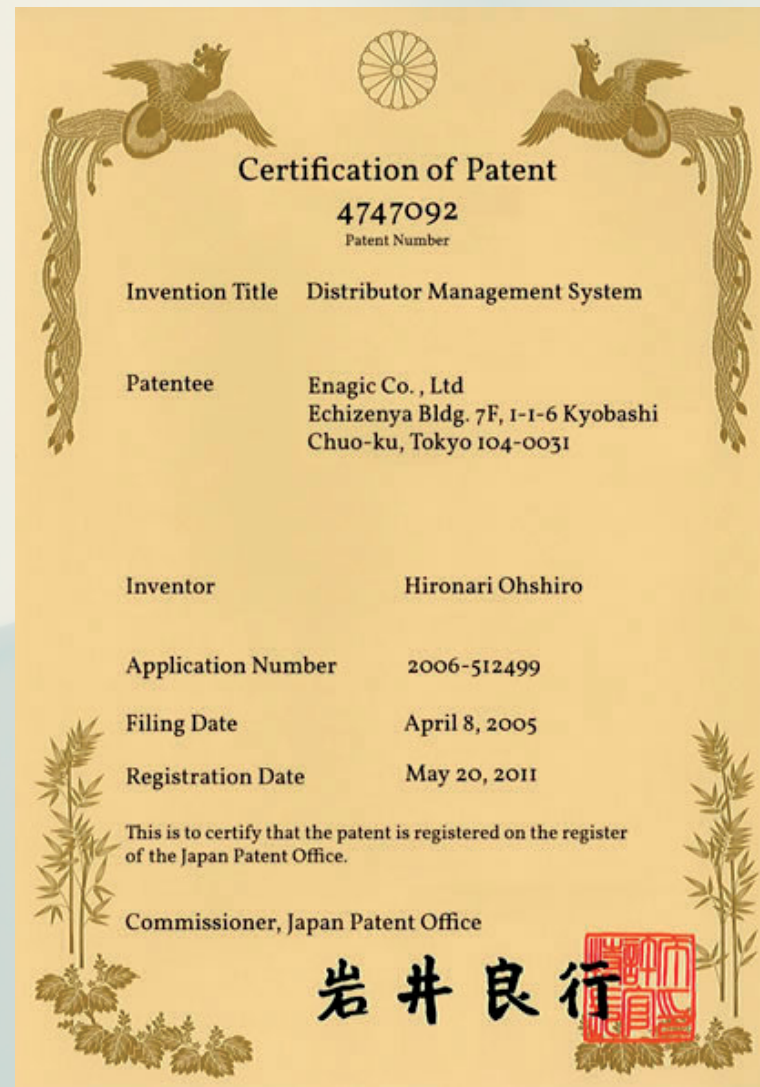 Certification of Patent
4747092
Patent Number
Invention Title Distributor Management System
Patentee Enagic Co. , Ltd
Echizenya Bldg. 7F, 1-1-6 Kyobashi
Chuo-ku, Tokyo 104-0031
Inventor Hironari Ohshiro
Application Number 2006-512499
Filing Date April 8, 2005
Registration Date May 20, 2011
This is to certify that the patent is registered on the register
of the Japan Patent Office.
Commissioner, Japan Patent Office
岩井良行